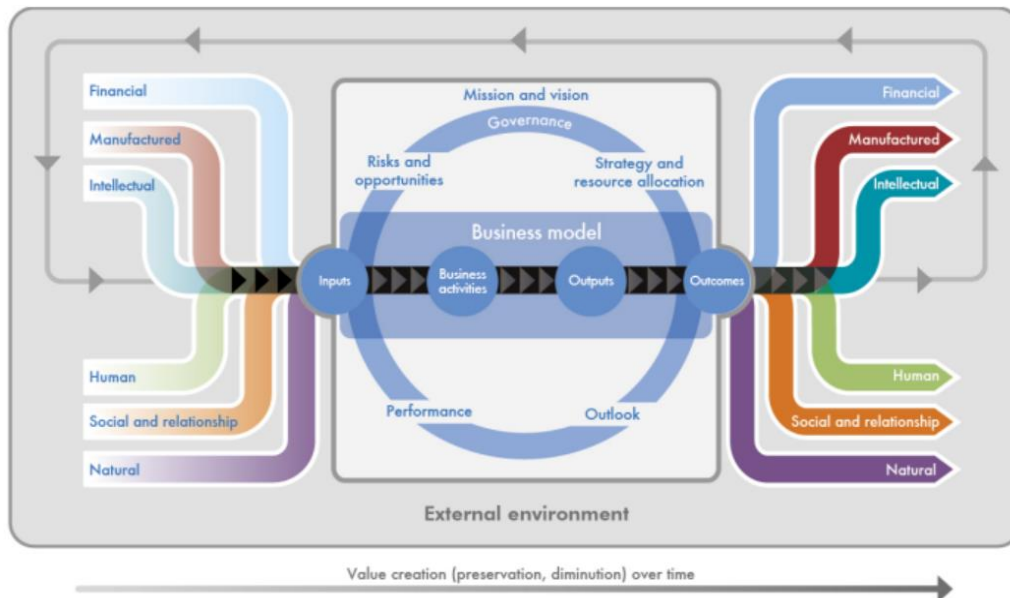 Financial
Manufactured
Intellectual
Human
Social and relationship
Natural
Mission and vision
Governance
Risks and
opportunities
Strategy and
resource allocation
Business model
Inputs
Business
activities
Outputs
Outcomes
Performance
Outlook
Financial
Manufactured
Intellectual
Human
Social and relationship
Natural
External environment
Value creation (preservation, diminution) over time